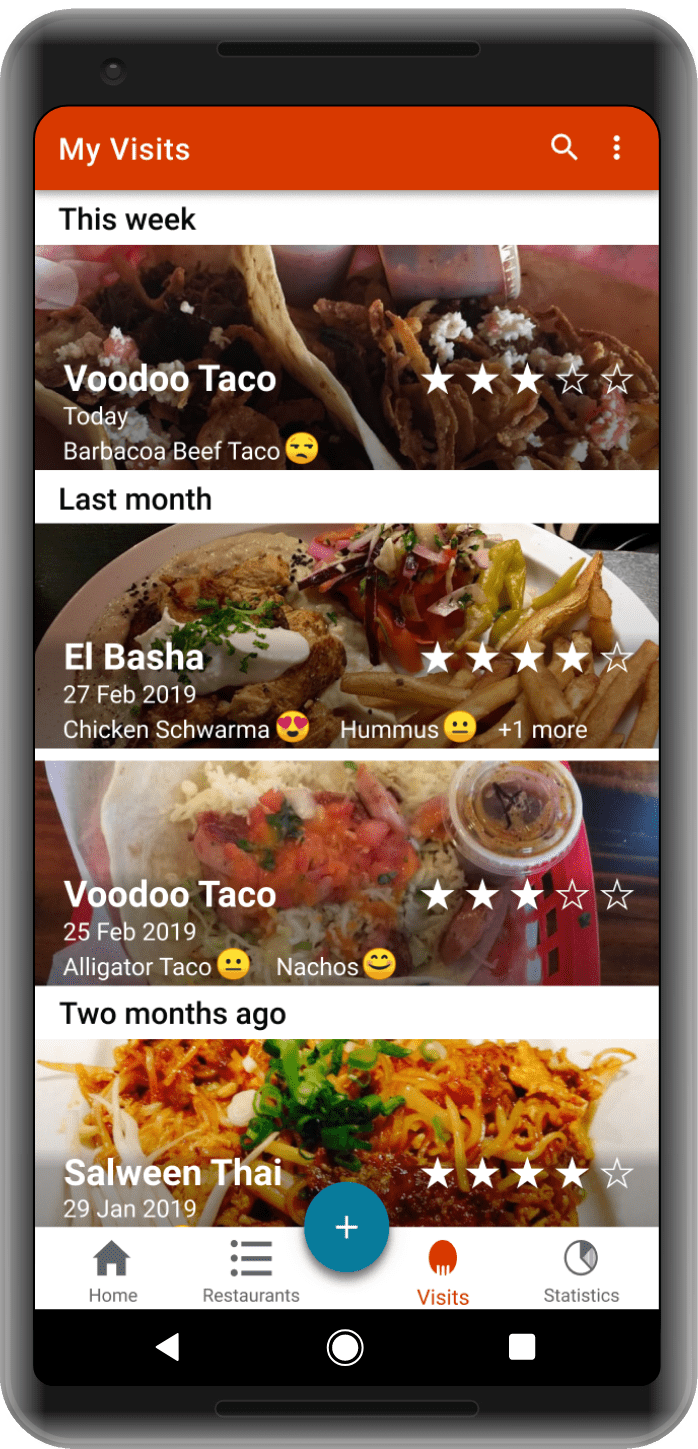 My Visits
This week
Voodoo Taco
Today
Barbacoa Beef Taco
Last month
El Basha
27 Feb 2019
Chicken Schwarma Hummus +1 more
Voodoo Taco
25 Feb 2019
Alligator Taco Nachos
Two months ago
Salween Thai
29 Jan 2019
Home Restaurants Visits Statistics